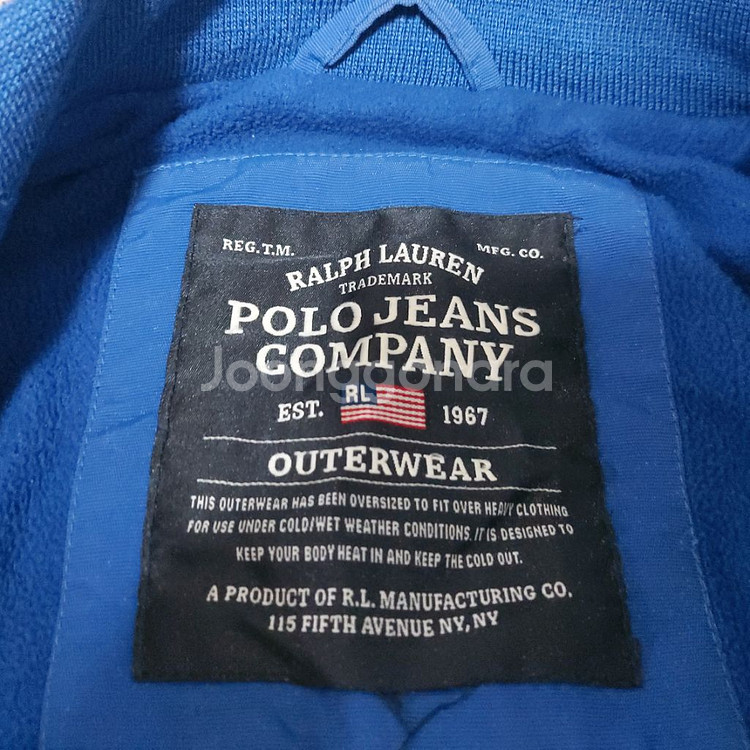 REG.T.M. MFG. CO.
RALPH LAUREN
TRADEMARK
POLO JEANS
COMPANY
Joonggonara
EST. RL 1967
OUTERWEAR
THIS OUTERWEAR HAS BEEN OVERSIZED TO FIT OVER HEAVY CLOTHING
FOR USE UNDER COLD/WET WEATHER CONDITIONS. IT IS DESIGNED TO
KEEP YOUR BODY HEAT IN AND KEEP THE COLD OUT.
A PRODUCT OF R.L. MANUFACTURING CO.
115 FIFTH AVENUE NY, NY